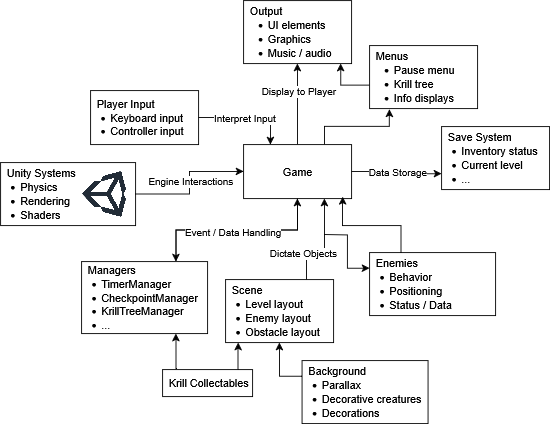 Output
• UI elements
• Graphics
• Music / audio
Menus
• Pause menu
• Krill tree
• Info displays
Display to Player
Player Input
• Keyboard input
• Controller input
Interpret Input
Save System
• Inventory status
• Current level
• ...
Unity Systems
• Physics
• Rendering
• Shaders
Engine Interactions
Game
Data Storage
Event / Data Handling
Dictate Objects
Managers
• TimerManager
• CheckpointManager
• KrillTreeManager
• ...
Scene
• Level layout
• Enemy layout
• Obstacle layout
Enemies
• Behavior
• Positioning
• Status / Data
Krill Collectables
Background
• Parallax
• Decorative creatures
• Decorations